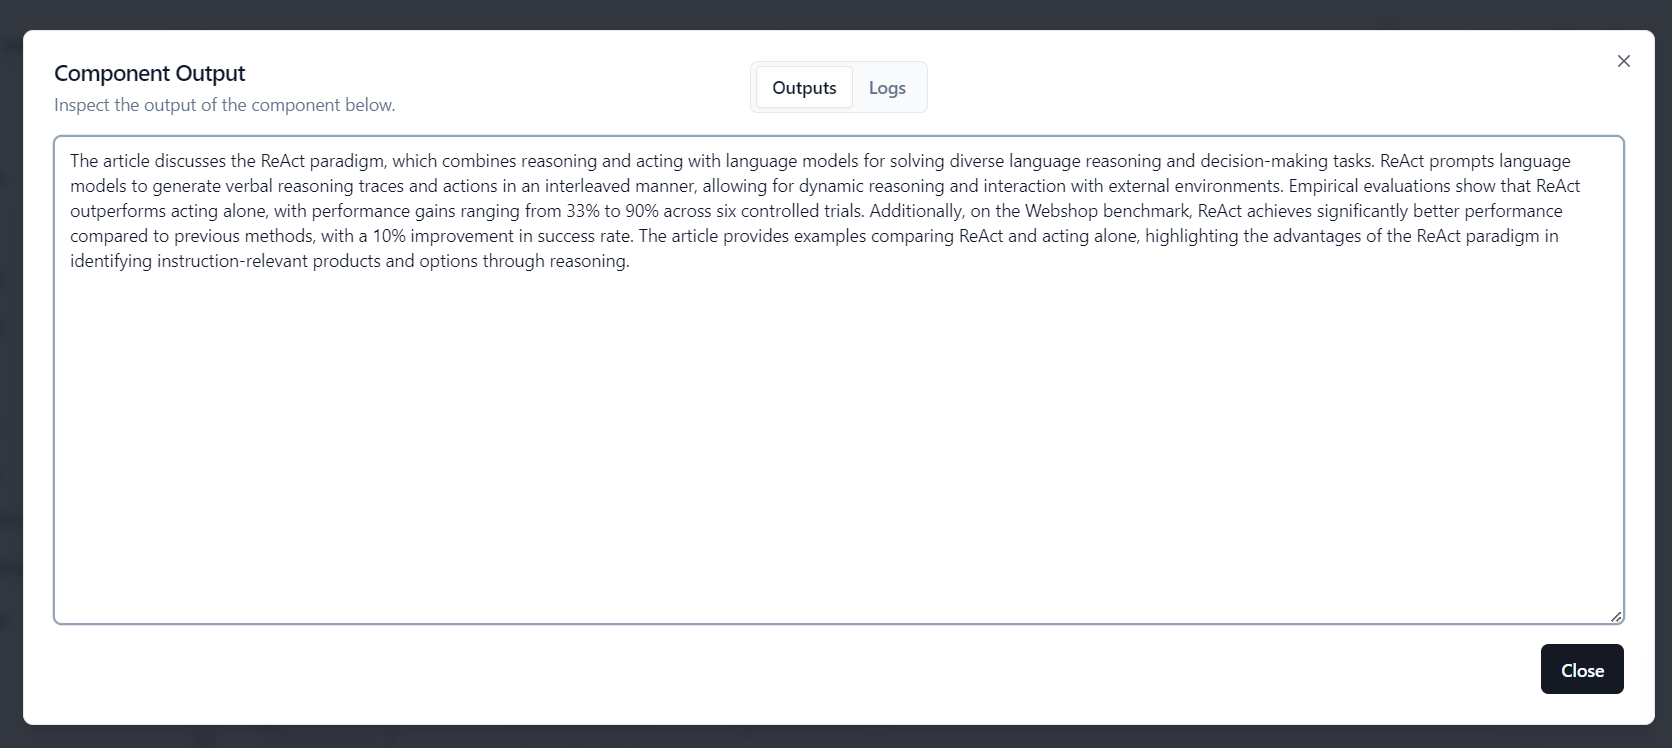 Component Output
Inspect the output of the component below.
Outputs
Logs
The article discusses the ReAct paradigm, which combines reasoning and acting with language models for solving diverse language reasoning and decision-making tasks. ReAct prompts language
models to generate verbal reasoning traces and actions in an interleaved manner, allowing for dynamic reasoning and interaction with external environments. Empirical evaluations show that ReAct
outperforms acting alone, with performance gains ranging from 33% to 90% across six controlled trials. Additionally, on the Webshop benchmark, ReAct achieves significantly better performance
compared to previous methods, with a 10% improvement in success rate. The article provides examples comparing ReAct and acting alone, highlighting the advantages of the ReAct paradigm in
identifying instruction-relevant products and options through reasoning.
Close